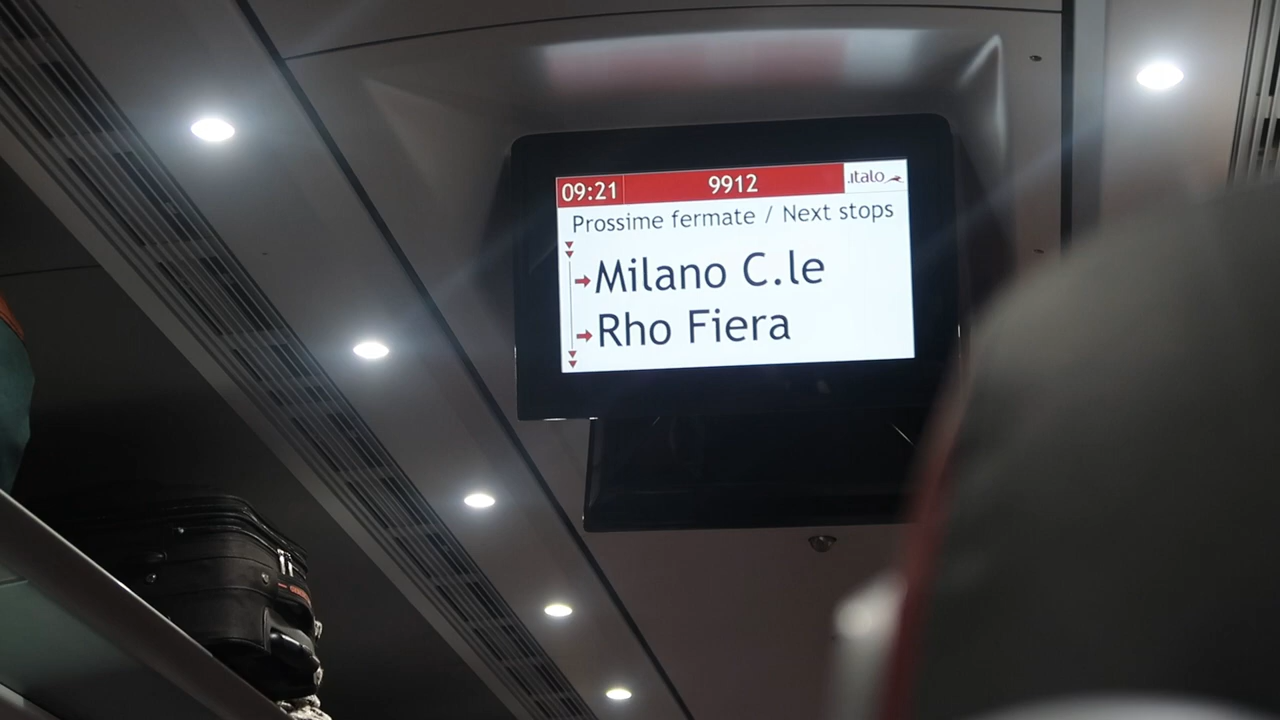 09:21 9912 .italo
Prossime fermate / Next stops
Milano C.le
Rho Fiera